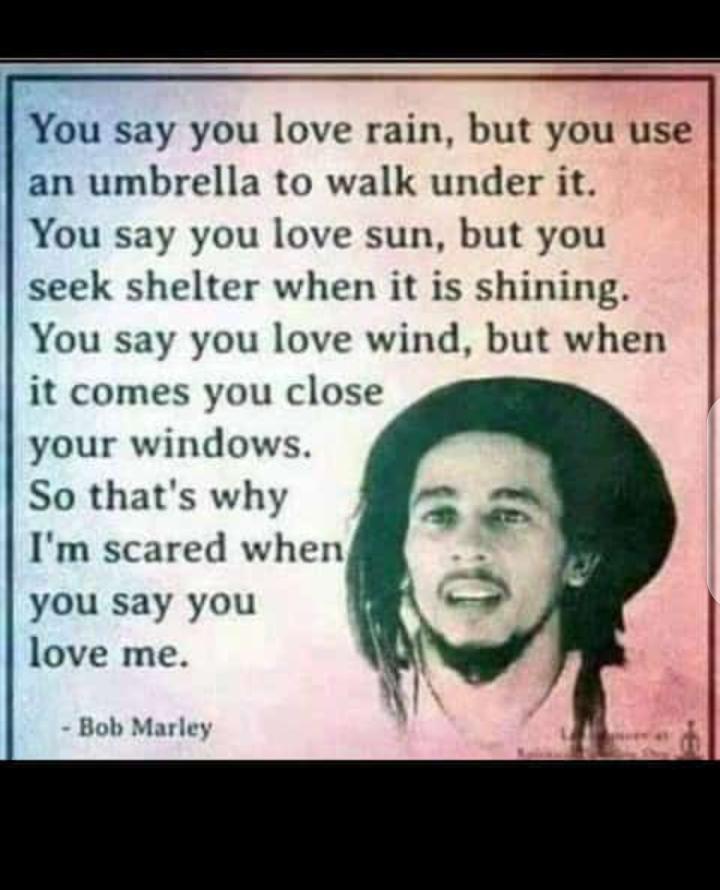 You say you love rain, but you use
an umbrella to walk under it.
You say you love sun, but you
seek shelter when it is shining.
You say you love wind, but when
it comes you close
your windows.
So that's why
I'm scared when
you say you
love me.
- Bob Marley